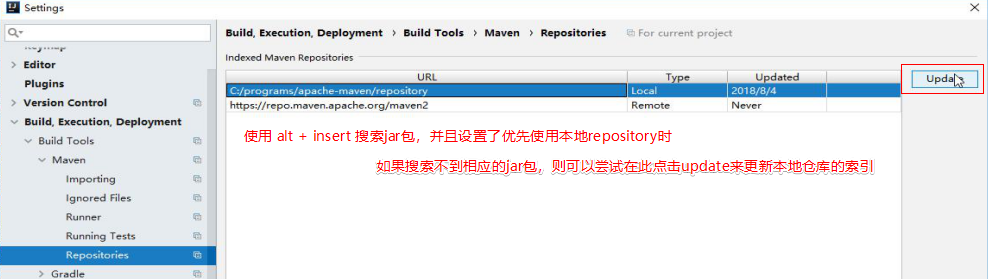 Settings
Keymap
Editor
Plugins
Version Control
Build, Execution, Deployment
Build Tools
Maven
Importing
Ignored Files
Runner
Running Tests
Repositories
Gradle
Build, Execution, Deployment › Build Tools › Maven › Repositories For current project
Indexed Maven Repositories
URL Type Updated
C:/programs/apache-maven/repository Local 2018/8/4
https://repo.maven.apache.org/maven2 Remote Never
Update
使用 alt + insert 搜索jar包，并且设置了优先使用本地repository时
如果搜索不到相应的jar包，则可以尝试在此点击update来更新本地仓库的索引